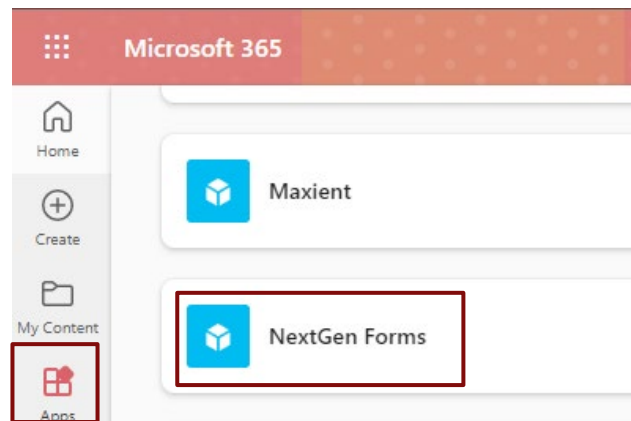 Microsoft 365
Home
Create
My Content
Apps
Maxient
NextGen Forms